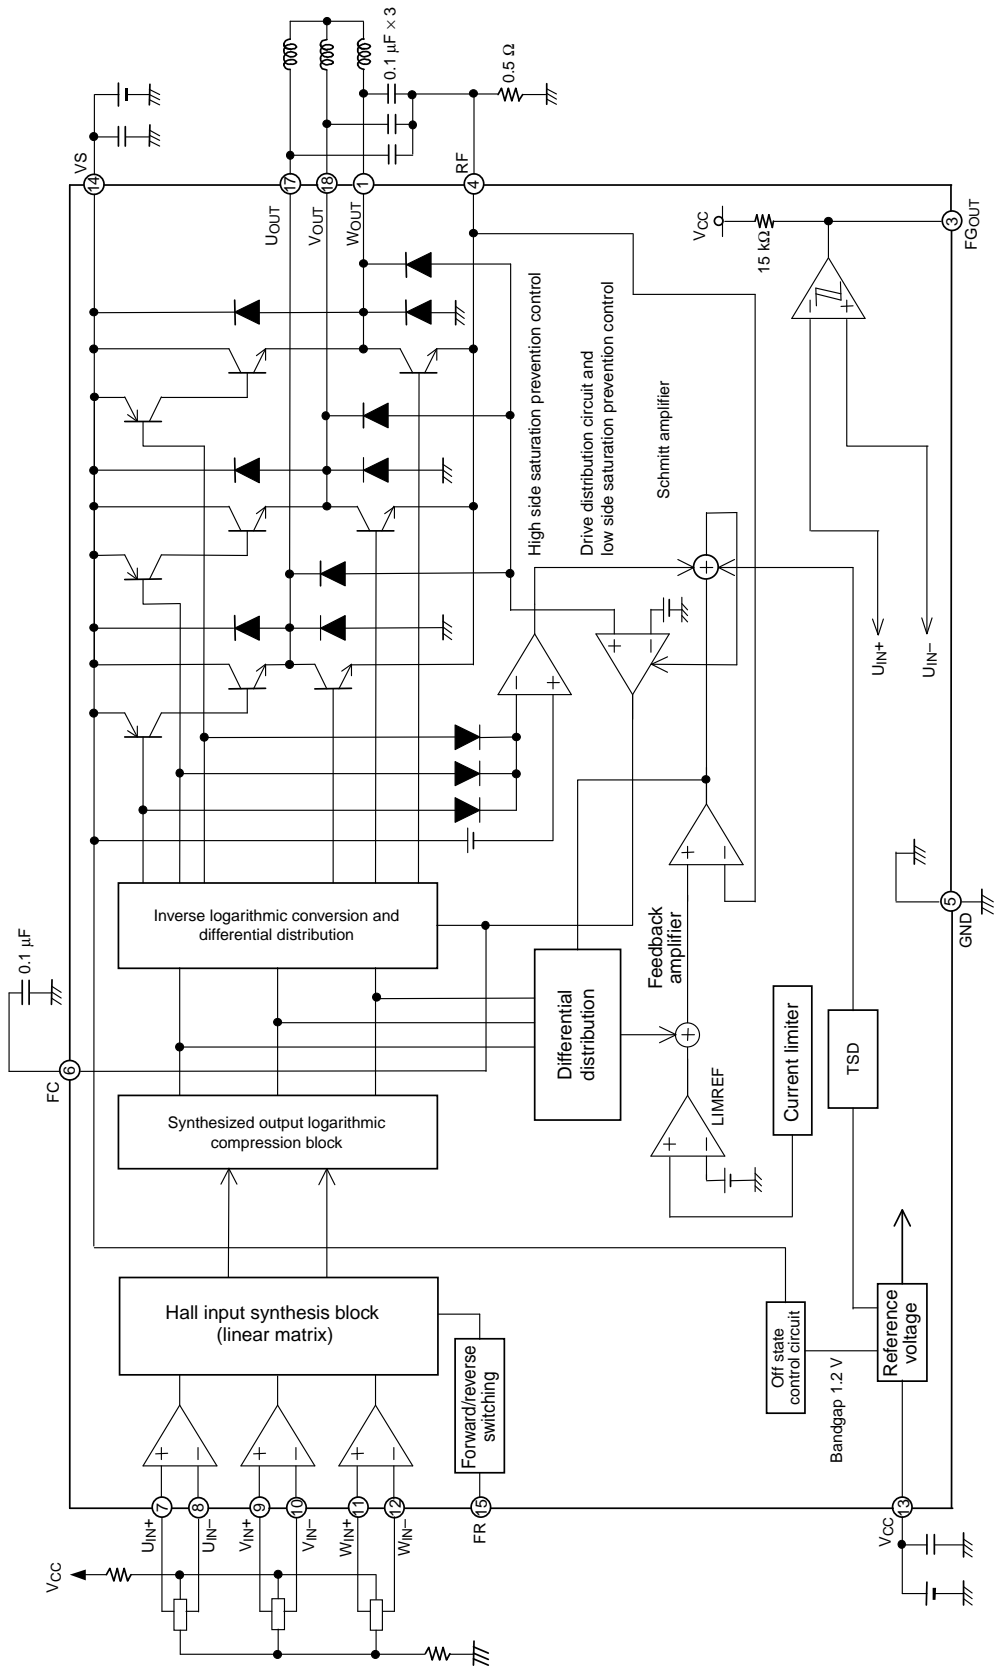 VCC
UIN+
UIN−
VIN+
VIN−
WIN+
WIN−
7
8
9
10
11
12
+
−
+
−
+
−
FR
15
Forward/reverse
switching
Hall input synthesis block
(linear matrix)
Synthesized output logarithmic
compression block
Inverse logarithmic conversion and
differential distribution
FC
6
0.1 µF
VS
14
UOUT
17
VOUT
18
WOUT
1
0.1 µF × 3
RF
4
0.5 Ω
High side saturation prevention control
−
+
Drive distribution circuit and
low side saturation prevention control
+
−
Schmitt amplifier
+
Differential
distribution
+
Feedback
amplifier
+
−
LIMREF
+
−
Current limiter
TSD
Off state
control circuit
Bandgap 1.2 V
Reference
voltage
VCC
13
GND
5
UIN+
UIN−
−
+
VCC
15 kΩ
3
FGOUT